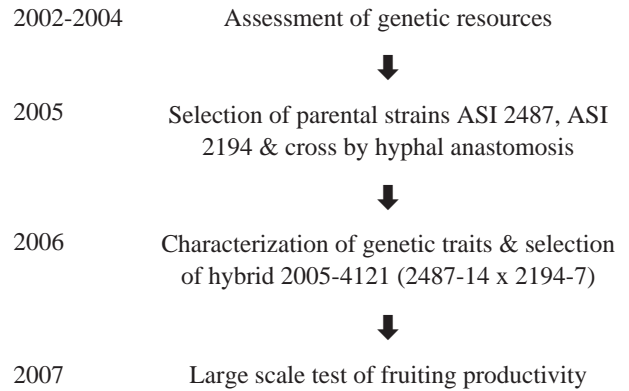 2002-2004 Assessment of genetic resources
2005 Selection of parental strains ASI 2487, ASI
2194 & cross by hyphal anastomosis
2006 Characterization of genetic traits & selection
of hybrid 2005-4121 (2487-14 x 2194-7)
2007 Large scale test of fruiting productivity